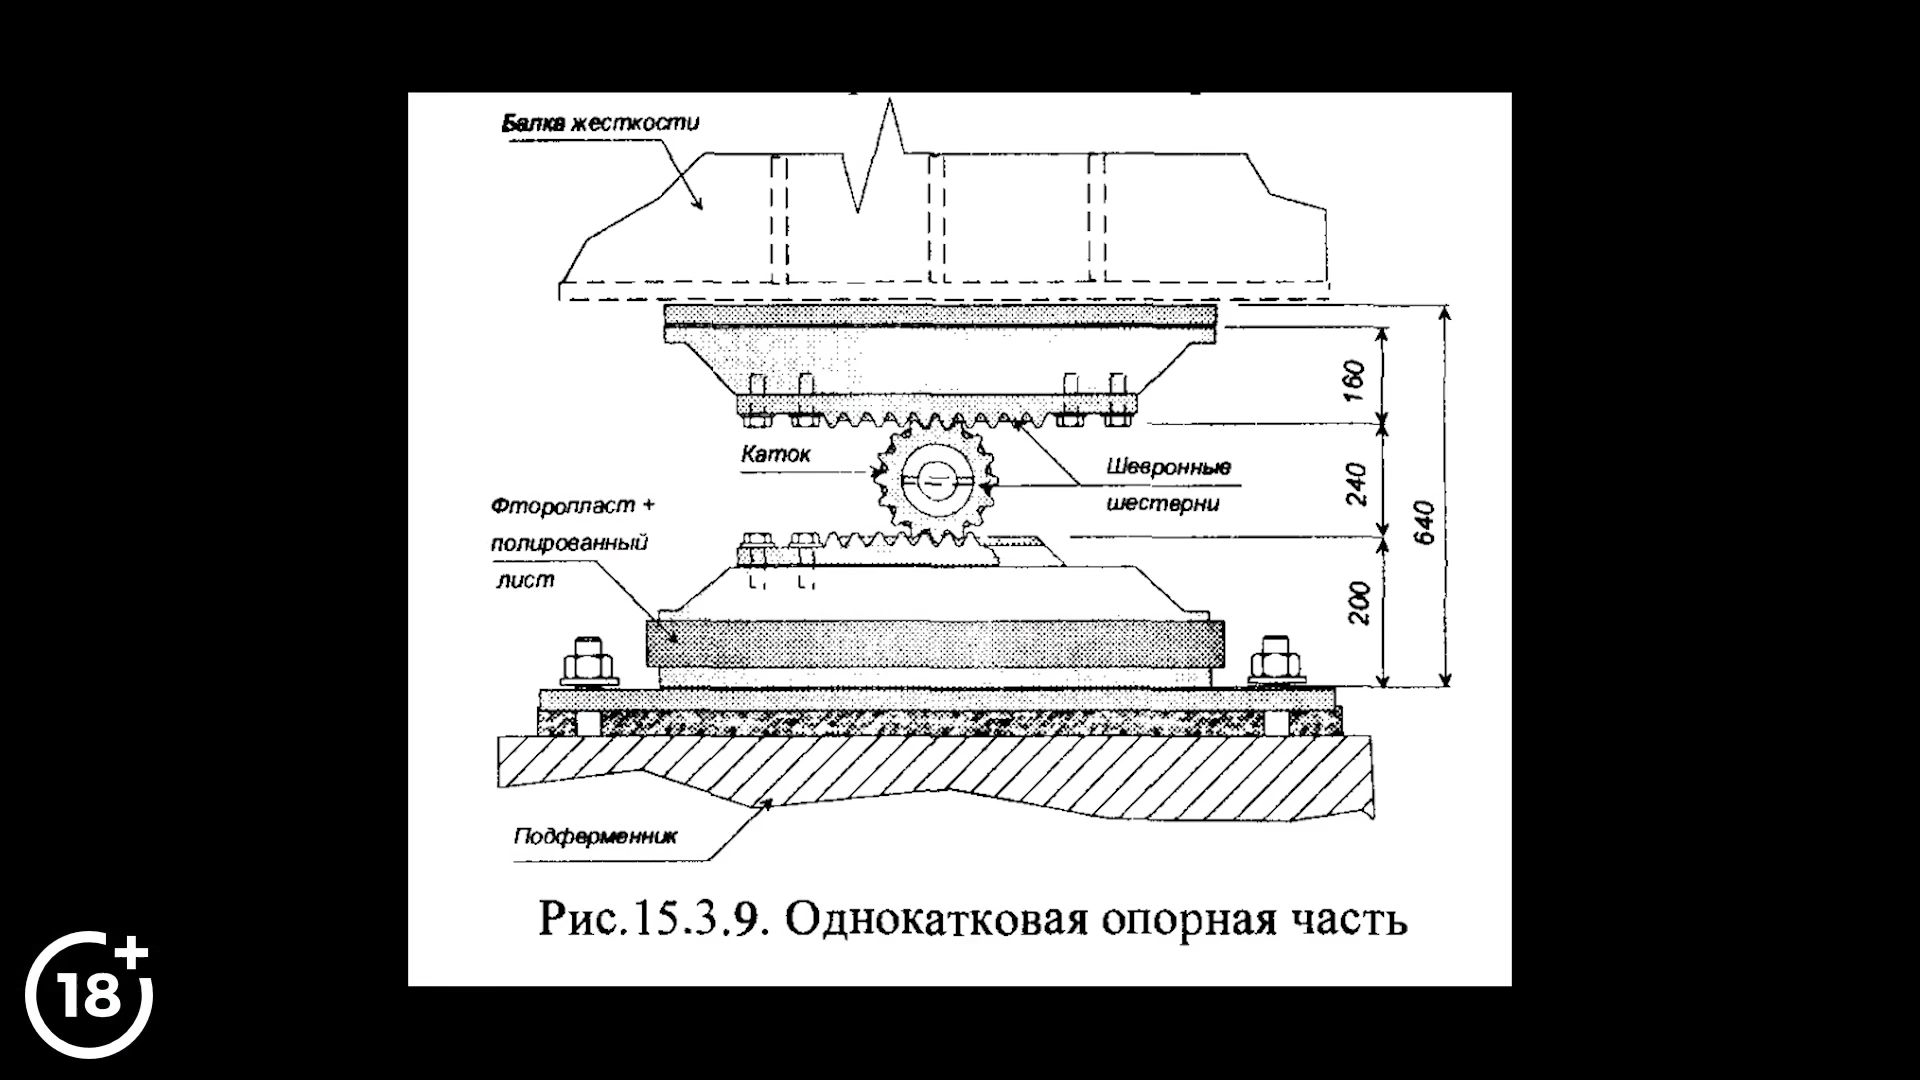 Балка жесткости
160
Каток
Шевронные
шестерни
240
640
Фторопласт +
полированный
лист
200
Подферменник
Рис.15.3.9. Однокатковая опорная часть
18+